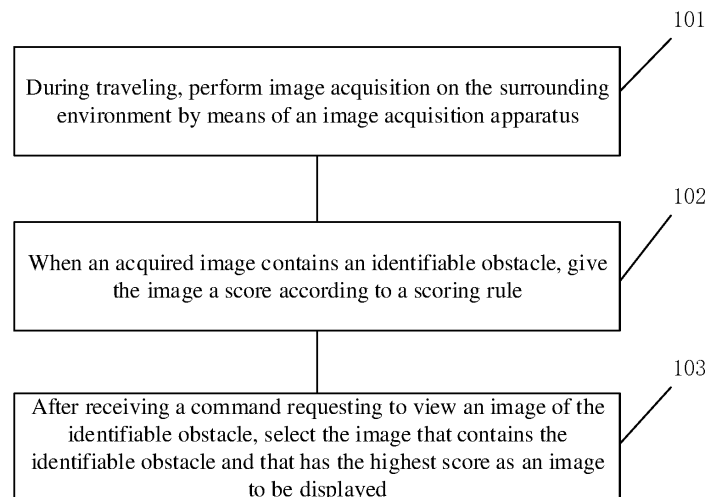 101
During traveling, perform image acquisition on the surrounding
environment by means of an image acquisition apparatus
102
When an acquired image contains an identifiable obstacle, give
the image a score according to a scoring rule
103
After receiving a command requesting to view an image of the
identifiable obstacle, select the image that contains the
identifiable obstacle and that has the highest score as an image
to be displayed